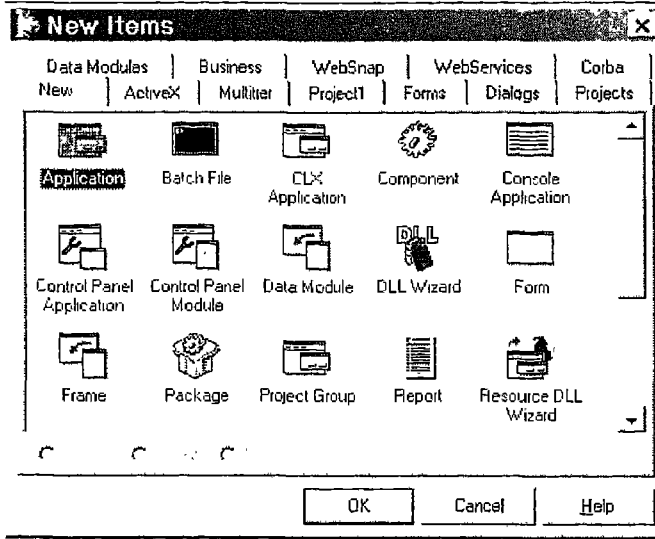 New Items
Data Modules Business WebSnap WebServices Corba
New ActiveX Multitier Project1 Forms Dialogs Projects
Application Batch File CLX Application Component Console Application
Control Panel Application Control Panel Module Data Module DLL Wizard Form
Frame Package Project Group Report Resource DLL Wizard
OK Cancel Help